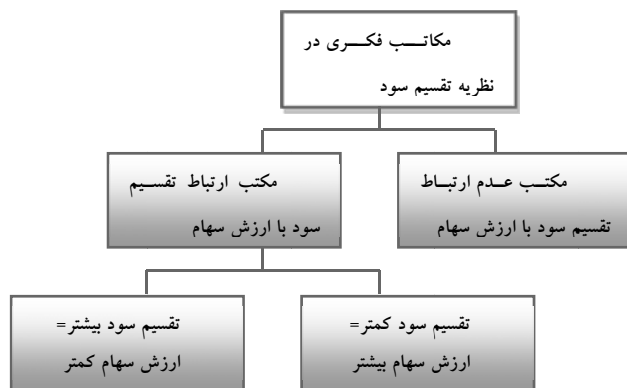 مکاتب فکری در
نظریه تقسیم سود
مکتب عدم ارتباط
تقسیم سود با ارزش سهام
مکتب ارتباط تقسیم
سود با ارزش سهام
تقسیم سود کمتر=
ارزش سهام بیشتر
تقسیم سود بیشتر=
ارزش سهام کمتر